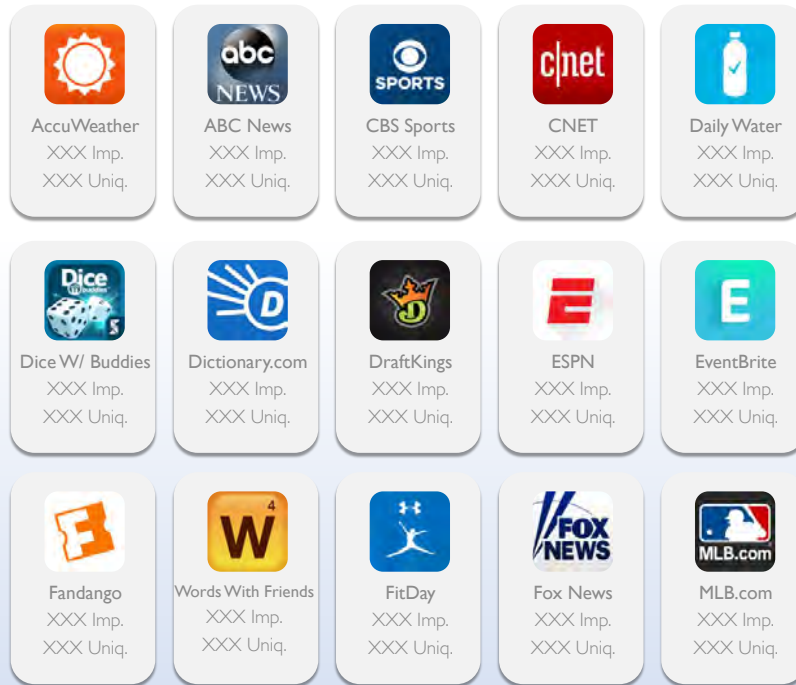 abc
NEWS
CBS
SPORTS
c|net
AccuWeather
XXX Imp.
XXX Uniq.
ABC News
XXX Imp.
XXX Uniq.
CBS Sports
XXX Imp.
XXX Uniq.
CNET
XXX Imp.
XXX Uniq.
Daily Water
XXX Imp.
XXX Uniq.
Dice
D
D
E
E
Dice W/ Buddies
XXX Imp.
XXX Uniq.
Dictionary.com
XXX Imp.
XXX Uniq.
DraftKings
XXX Imp.
XXX Uniq.
ESPN
XXX Imp.
XXX Uniq.
EventBrite
XXX Imp.
XXX Uniq.
F
W
4
FOX
NEWS
MLB.com
Fandango
XXX Imp.
XXX Uniq.
Words With Friends
XXX Imp.
XXX Uniq.
FitDay
XXX Imp.
XXX Uniq.
Fox News
XXX Imp.
XXX Uniq.
MLB.com
XXX Imp.
XXX Uniq.